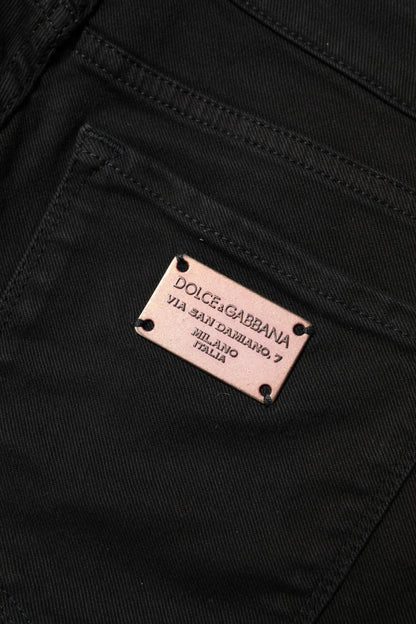 DOLCE&GABBANA
VIA SAN DAMIANO, 7
MILANO
ITALIA